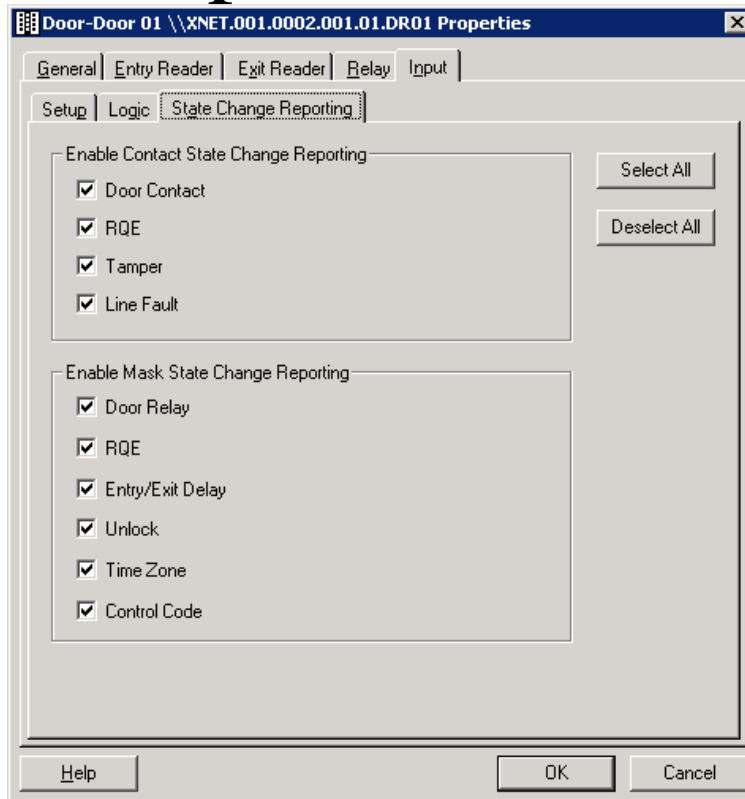 Door-Door 01 \\XNET.001.0002.001.01.DR01 Properties
General Entry Reader Exit Reader Relay Input
Setup Logic State Change Reporting
Enable Contact State Change Reporting
Door Contact
RQE
Tamper
Line Fault
Select All
Deselect All
Enable Mask State Change Reporting
Door Relay
RQE
Entry/Exit Delay
Unlock
Time Zone
Control Code
Help OK Cancel